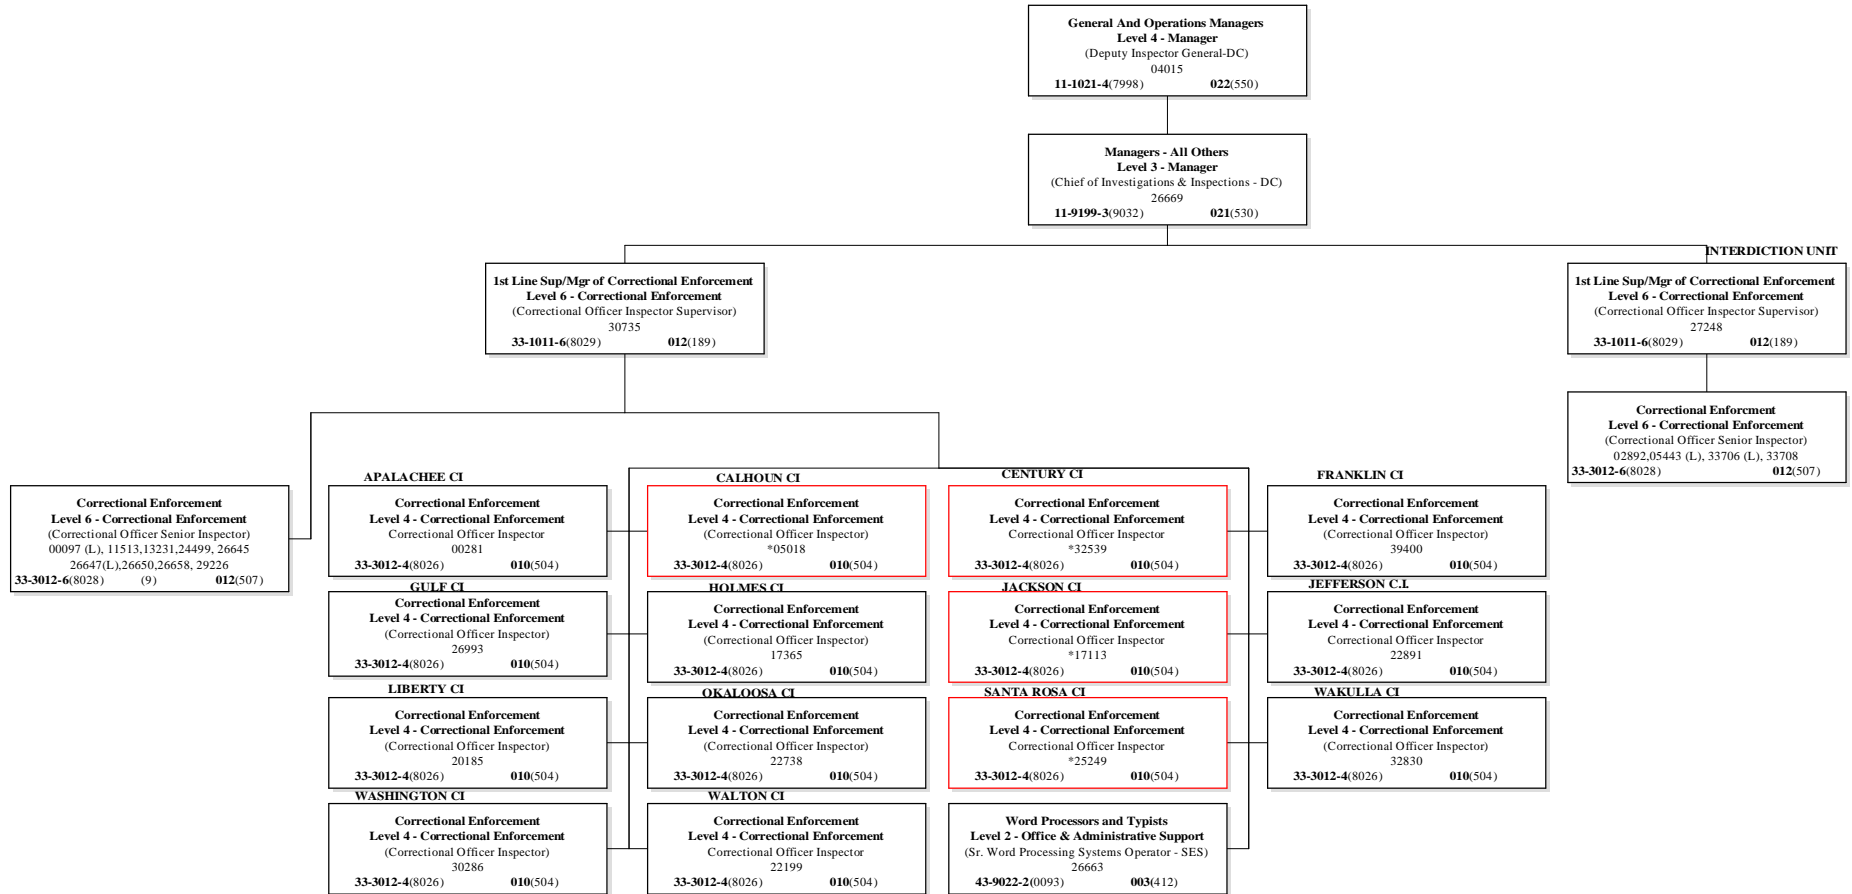 General And Operations Managers
Level 4 - Manager
(Deputy Inspector General-DC)
04015
11-1021-4(7998) 022(550)
Managers - All Others
Level 3 - Manager
(Chief of Investigations & Inspections - DC)
26669
11-9199-3(9032) 021(530)
1st Line Sup/Mgr of Correctional Enforcement
Level 6 - Correctional Enforcement
(Correctional Officer Inspector Supervisor)
30735
33-1011-6(8029) 012(189)
INTERDICTION UNIT
1st Line Sup/Mgr of Correctional Enforcement
Level 6 - Correctional Enforcement
(Correctional Officer Inspector Supervisor)
27248
33-1011-6(8029) 012(189)
Correctional Enforcment
Level 6 - Correctional Enforcement
(Correctional Officer Senior Inspector)
02892,05443 (L), 33706 (L), 33708
33-3012-6(8028) 012(507)
Correctional Enforcement
Level 6 - Correctional Enforcement
(Correctional Officer Senior Inspector)
00097 (L), 11513,13231,24499, 26645
26647(L),26650,26658, 29226
33-3012-6(8028) (9) 012(507)
APALACHEE CI
Correctional Enforcement
Level 4 - Correctional Enforcement
Correctional Officer Inspector
00281
33-3012-4(8026) 010(504)
CALHOUN CI
Correctional Enforcement
Level 4 - Correctional Enforcement
(Correctional Officer Inspector)
*05018
33-3012-4(8026) 010(504)
CENTURY CI
Correctional Enforcement
Level 4 - Correctional Enforcement
Correctional Officer Inspector
*32539
33-3012-4(8026) 010(504)
FRANKLIN CI
Correctional Enforcement
Level 4 - Correctional Enforcement
(Correctional Officer Inspector)
39400
33-3012-4(8026) 010(504)
GULF CI
Correctional Enforcement
Level 4 - Correctional Enforcement
(Correctional Officer Inspector)
26993
33-3012-4(8026) 010(504)
HOLMES CI
Correctional Enforcement
Level 4 - Correctional Enforcement
(Correctional Officer Inspector)
17365
33-3012-4(8026) 010(504)
JACKSON CI
Correctional Enforcement
Level 4 - Correctional Enforcement
Correctional Officer Inspector
*17113
33-3012-4(8026) 010(504)
JEFFERSON C.I.
Correctional Enforcement
Level 4 - Correctional Enforcement
Correctional Officer Inspector
22891
33-3012-4(8026) 010(504)
LIBERTY CI
Correctional Enforcement
Level 4 - Correctional Enforcement
(Correctional Officer Inspector)
20185
33-3012-4(8026) 010(504)
OKALOOSA CI
Correctional Enforcement
Level 4 - Correctional Enforcement
(Correctional Officer Inspector)
22738
33-3012-4(8026) 010(504)
SANTA ROSA CI
Correctional Enforcement
Level 4 - Correctional Enforcement
Correctional Officer Inspector
*25249
33-3012-4(8026) 010(504)
WAKULLA CI
Correctional Enforcement
Level 4 - Correctional Enforcement
(Correctional Officer Inspector)
32830
33-3012-4(8026) 010(504)
WASHINGTON CI
Correctional Enforcement
Level 4 - Correctional Enforcement
(Correctional Officer Inspector)
30286
33-3012-4(8026) 010(504)
WALTON CI
Correctional Enforcement
Level 4 - Correctional Enforcement
Correctional Officer Inspector
22199
33-3012-4(8026) 010(504)
Word Processors and Typists
Level 2 - Office & Administrative Support
(Sr. Word Processing Systems Operator - SES)
26663
43-9022-2(0093) 003(412)